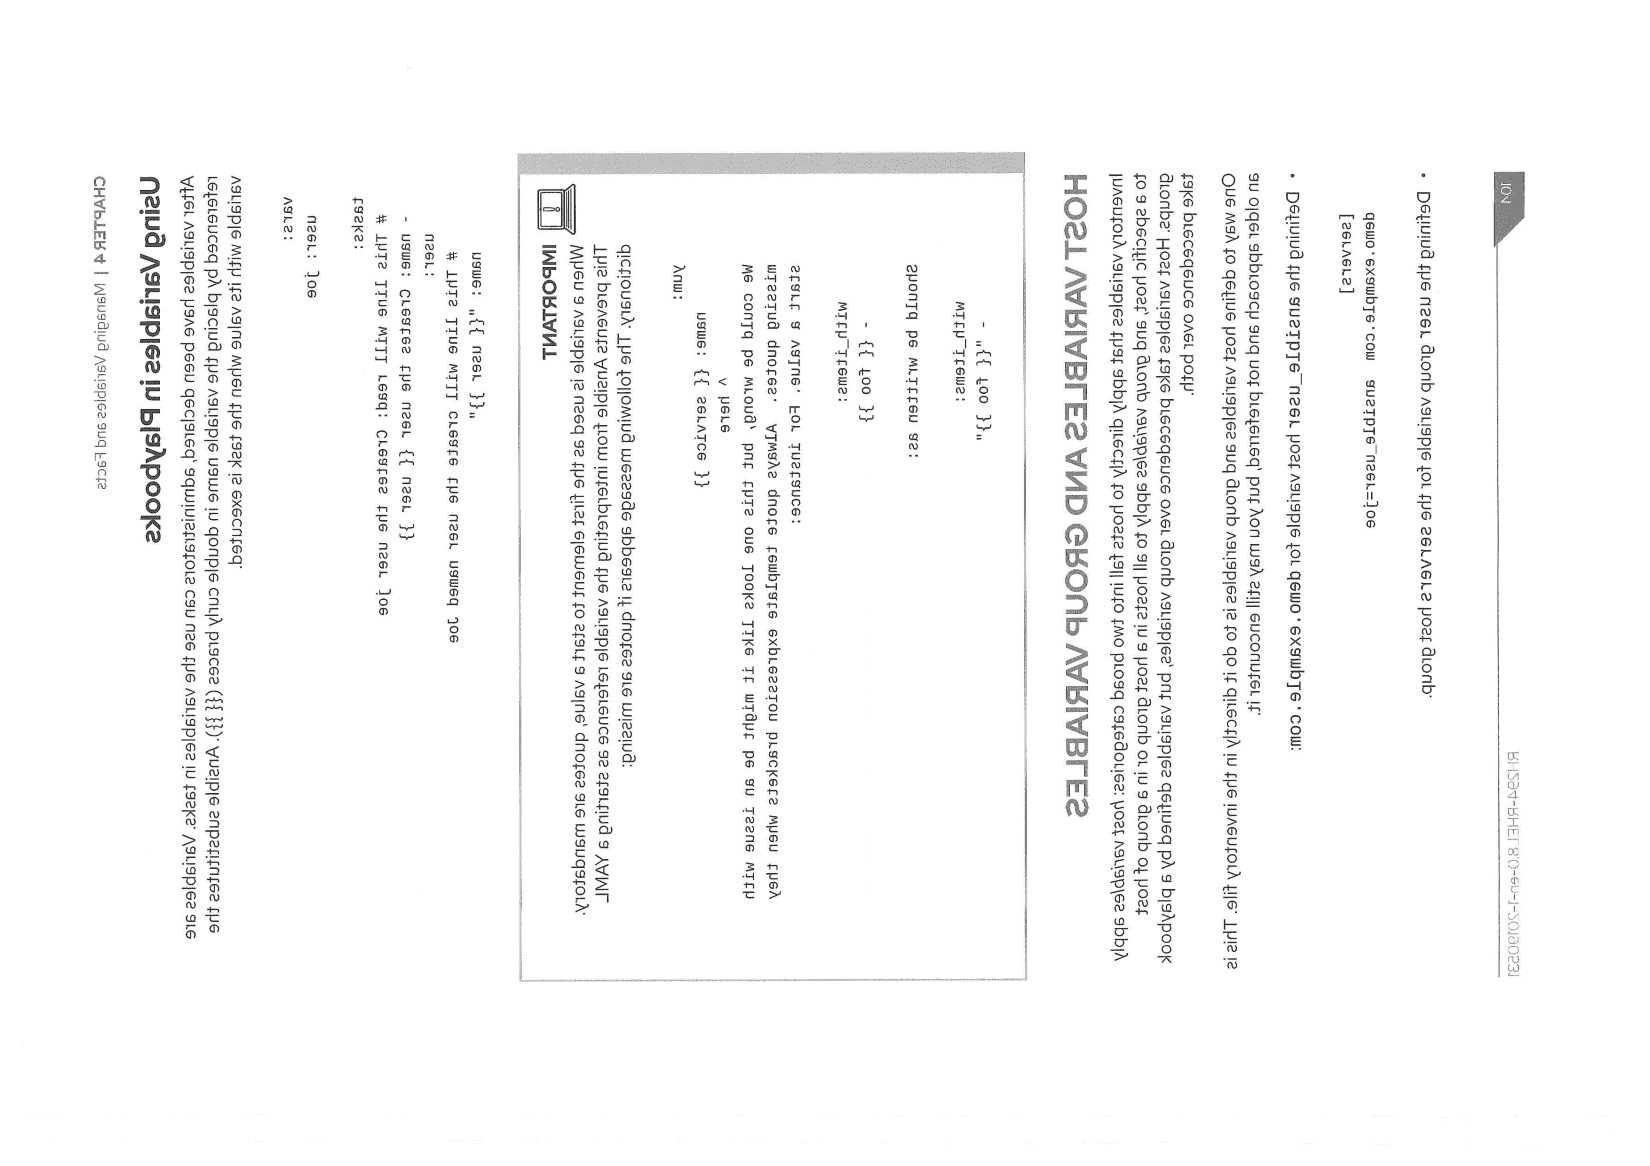 CHAPTER 4 | Managing Variables and Facts
Using Variables in Playbooks
After variables have been declared, administrators can use the variables in tasks. Variables are
referenced by placing the variable name in double curly braces ({{ }}). Ansible substitutes the
variable with its value when the task is executed.
vars:
user: joe
tasks:
# This line will read: Creates the user joe
- name: Creates the user {{ user }}
user:
# This line will create the user named joe
name: "{{ user }}"
IMPORTANT
When a variable is used as the first element to start a value, quotes are mandatory.
This prevents Ansible from interpreting the variable reference as starting a YAML
dictionary. The following message appears if quotes are missing:
yum:
name: {{ service }}
^ here
We could be wrong, but this one looks like it might be an issue with
missing quotes. Always quote template expression brackets when they
start a value. For instance:
with_items:
- {{ foo }}
Should be written as:
with_items:
- "{{ foo }}"
HOST VARIABLES AND GROUP VARIABLES
Inventory variables that apply directly to hosts fall into two broad categories: host variables apply
to a specific host, and group variables apply to all hosts in a host group or in a group of host
groups. Host variables take precedence over group variables, but variables defined by a playbook
take precedence over both.
One way to define host variables and group variables is to do it directly in the inventory file. This is
an older approach and not preferred, but you may still encounter it.
• Defining the ansible_user host variable for demo.example.com:
[servers]
demo.example.com ansible_user=joe
• Defining the user group variable for the servers host group.
104
RH294-RHEL8.0-en-1-20190531